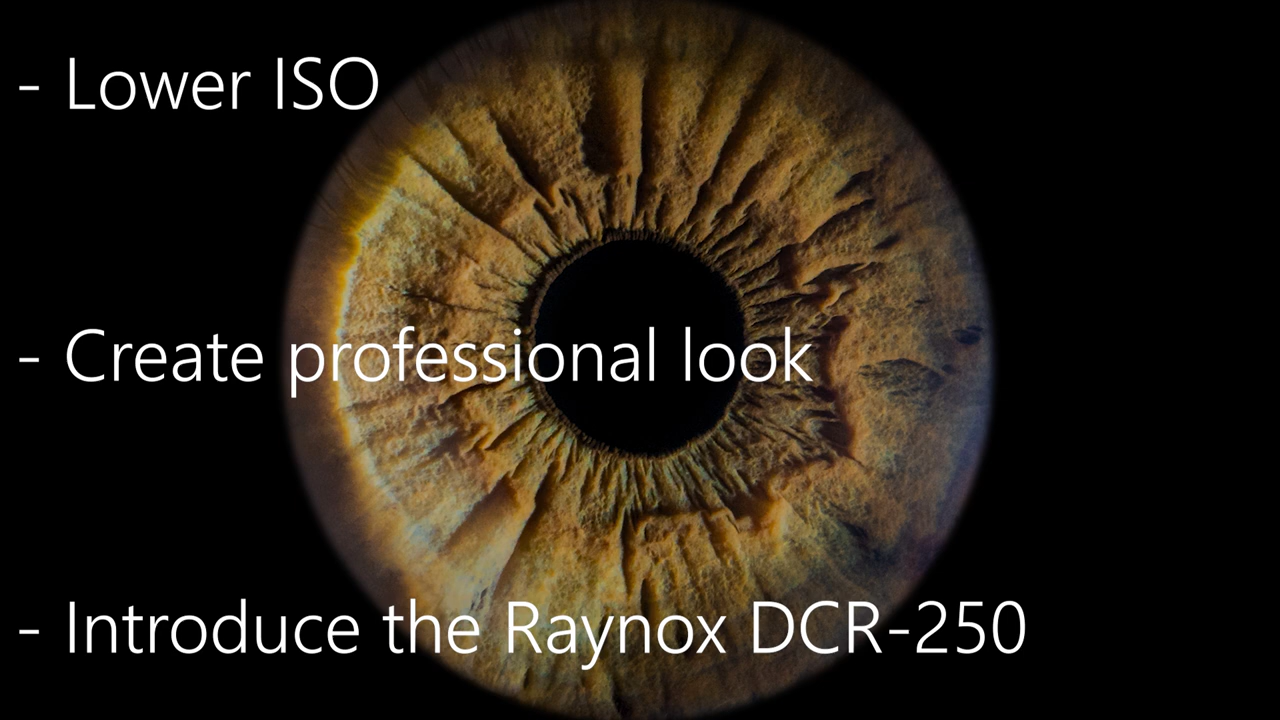 - Lower ISO
- Create professional look
- Introduce the Raynox DCR-250